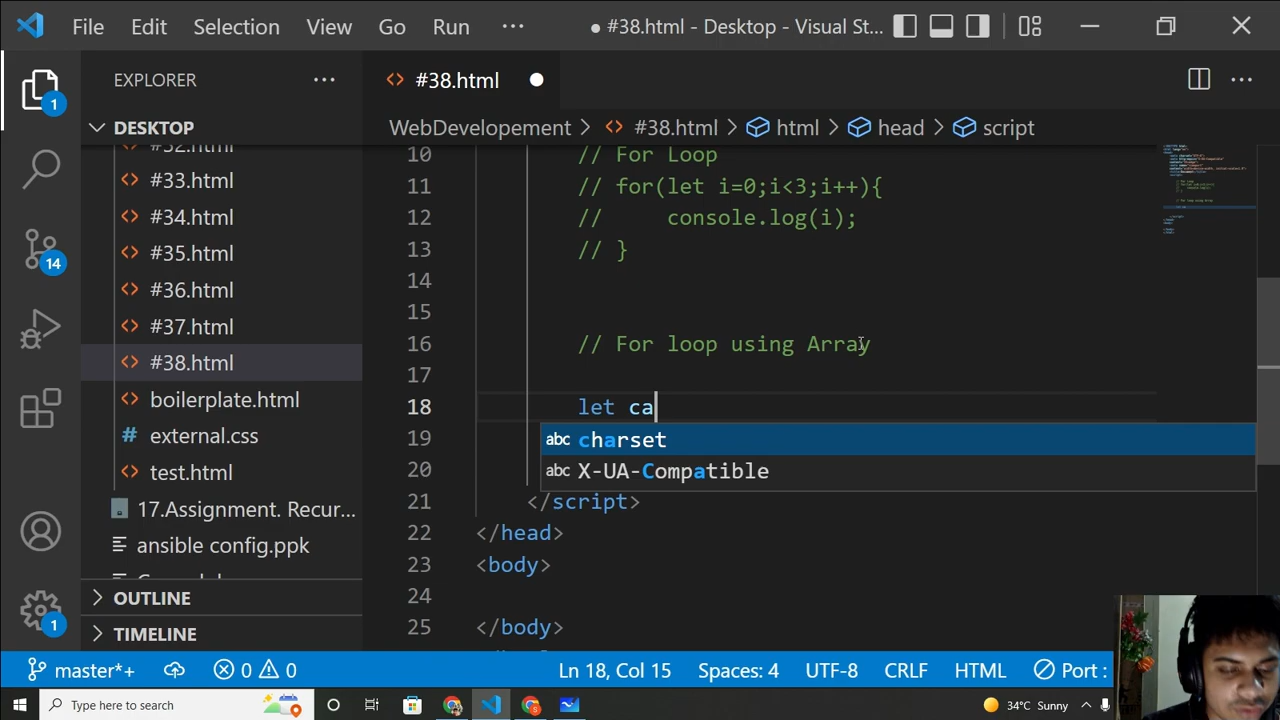 File Edit Selection View Go Run ··· ● #38.html - Desktop - Visual St...
EXPLORER ···
#38.html ●
DESKTOP
WebDevelopement > #38.html > html > head > script
#33.html
#34.html
#35.html
#36.html
#37.html
#38.html
boilerplate.html
external.css
test.html
17.Assignment. Recur...
ansible config.ppk
OUTLINE
TIMELINE
1
14
1
10 // For Loop
11 // for(let i=0;i<3;i++){
12 //     console.log(i);
13 // }
14
15
16 // For loop using Array
17
18 let ca
19 abc charset
20 abc X-UA-Compatible
21 </script>
22 </head>
23 <body>
24
25 </body>
master*+ 0 0 Ln 18, Col 15 Spaces: 4 UTF-8 CRLF HTML Port :
Type here to search 34°C Sunny